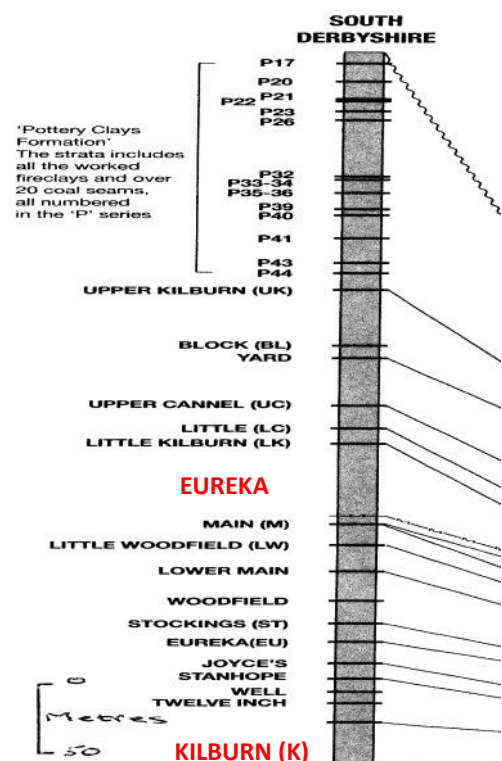 SOUTH
DERBYSHIRE
P17
P20
P21
P22
P23
P26
'Pottery Clays
Formation'
The strata includes
all the worked
fireclays and over
20 coal seams,
all numbered
in the 'P' series
P32
P33-34
P35-36
P39
P40
P41
P43
P44
UPPER KILBURN (UK)
BLOCK (BL)
YARD
UPPER CANNEL (UC)
LITTLE (LC)
LITTLE KILBURN (LK)
EUREKA
MAIN (M)
LITTLE WOODFIELD (LW)
LOWER MAIN
WOODFIELD
STOCKINGS (ST)
EUREKA(EU)
JOYCE'S
STANHOPE
0
WELL
TWELVE INCH
Metres
50
KILBURN (K)